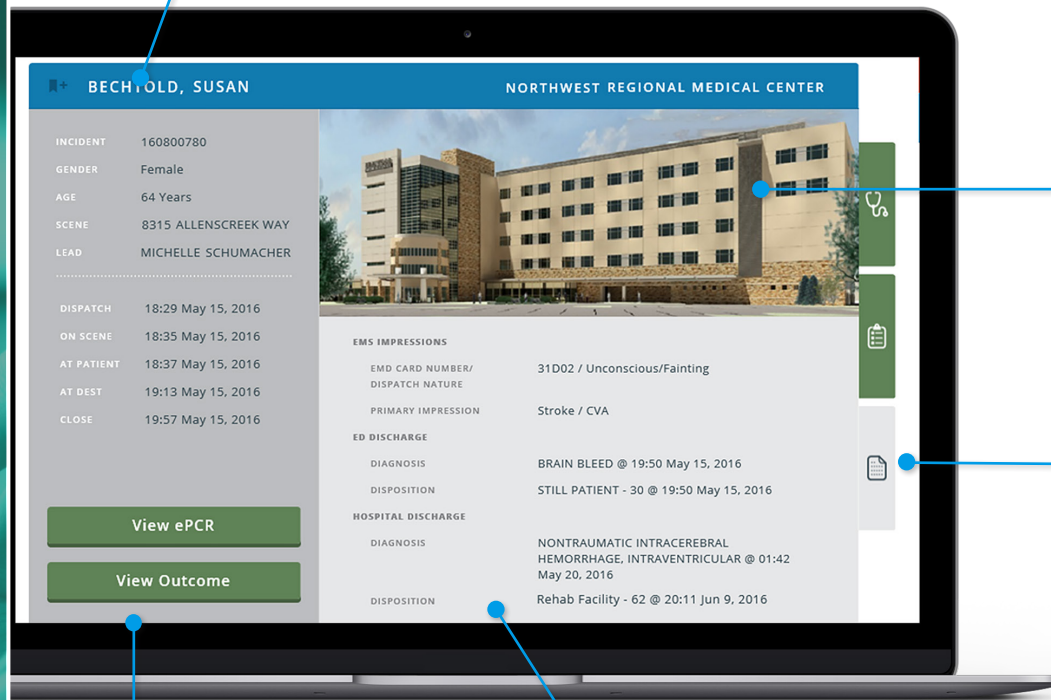 BECHTOLD, SUSAN
NORTHWEST REGIONAL MEDICAL CENTER
INCIDENT 160800780
GENDER Female
AGE 64 Years
SCENE 8315 ALLENSCREEK WAY
LEAD MICHELLE SCHUMACHER
DISPATCH 18:29 May 15, 2016
ON SCENE 18:35 May 15, 2016
AT PATIENT 18:37 May 15, 2016
AT DEST 19:13 May 15, 2016
CLOSE 19:57 May 15, 2016
View ePCR
View Outcome
EMS IMPRESSIONS
EMD CARD NUMBER/ 31D02 / Unconscious/Fainting
DISPATCH NATURE
PRIMARY IMPRESSION Stroke / CVA
ED DISCHARGE
DIAGNOSIS BRAIN BLEED @ 19:50 May 15, 2016
DISPOSITION STILL PATIENT - 30 @ 19:50 May 15, 2016
HOSPITAL DISCHARGE
DIAGNOSIS NONTRAUMATIC INTRACEREBRAL
HEMORRHAGE, INTRAVENTRICULAR @ 01:42
May 20, 2016
DISPOSITION Rehab Facility - 62 @ 20:11 Jun 9, 2016